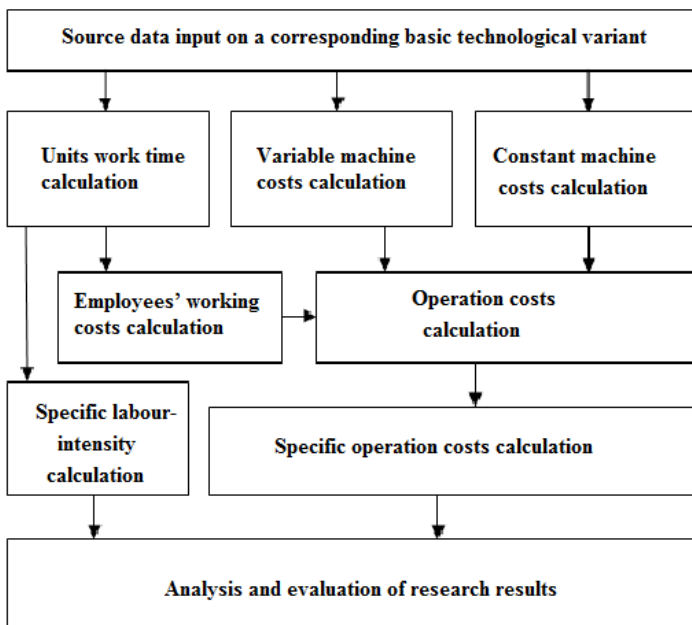 Source data input on a corresponding basic technological variant
Units work time
calculation
Variable machine
costs calculation
Constant machine
costs calculation
Employees’ working
costs calculation
Operation costs
calculation
Specific labour-
intensity
calculation
Specific operation costs calculation
Analysis and evaluation of research results